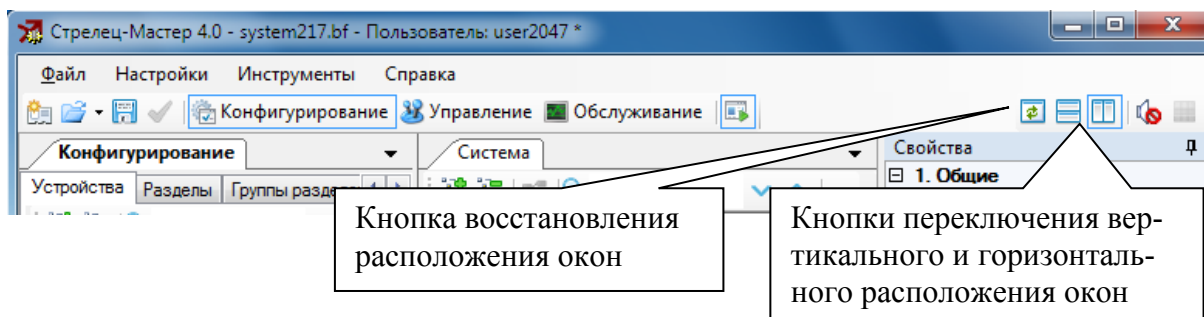 Стрелец-Мастер 4.0 - system217.bf - Пользователь: user2047 *
Файл Настройки Инструменты Справка
Конфигурирование Управление Обслуживание
Конфигурирование Система Свойства
Устройства Разделы Группы 1. Общие
Кнопка восстановления
расположения окон
Кнопки переключения вер-
тикального и горизонталь-
ного расположения окон